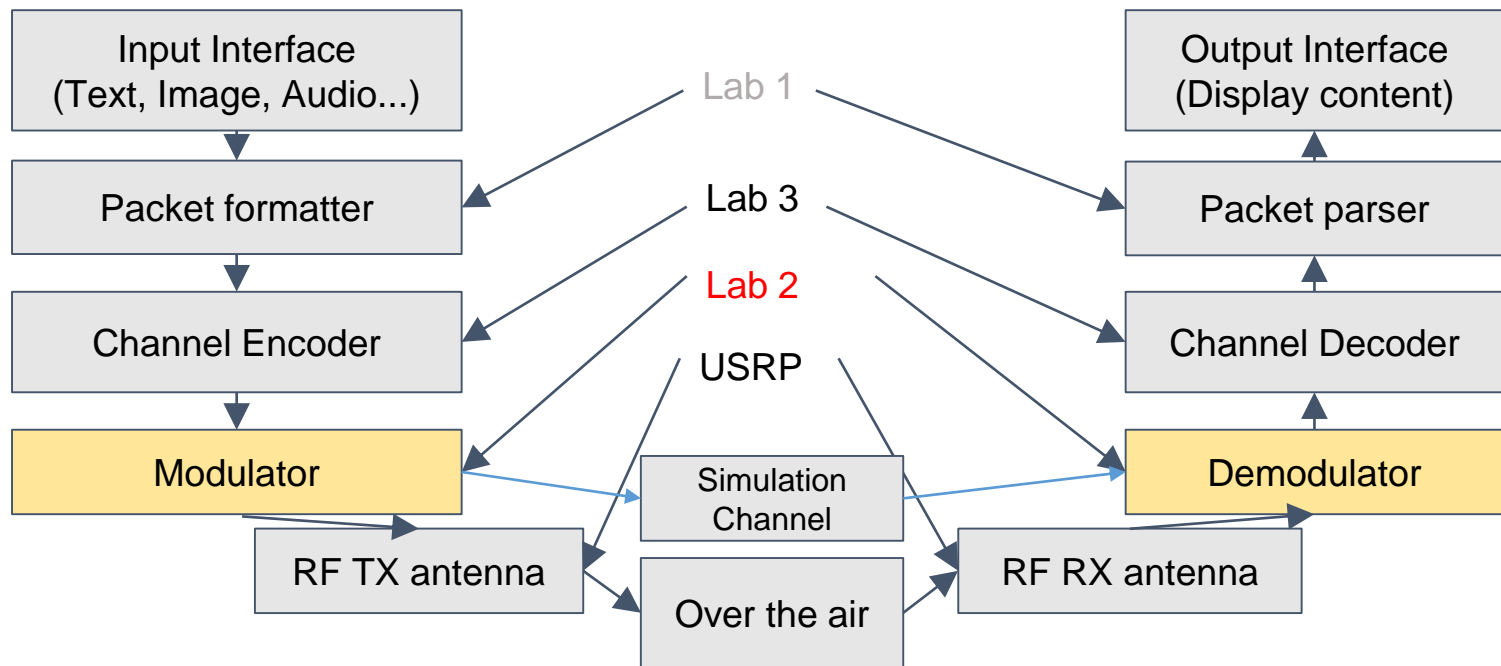 Input Interface
(Text, Image, Audio...)
Packet formatter
Channel Encoder
Modulator
RF TX antenna
Lab 1
Lab 3
Lab 2
USRP
Simulation
Channel
Over the air
Output Interface
(Display content)
Packet parser
Channel Decoder
Demodulator
RF RX antenna